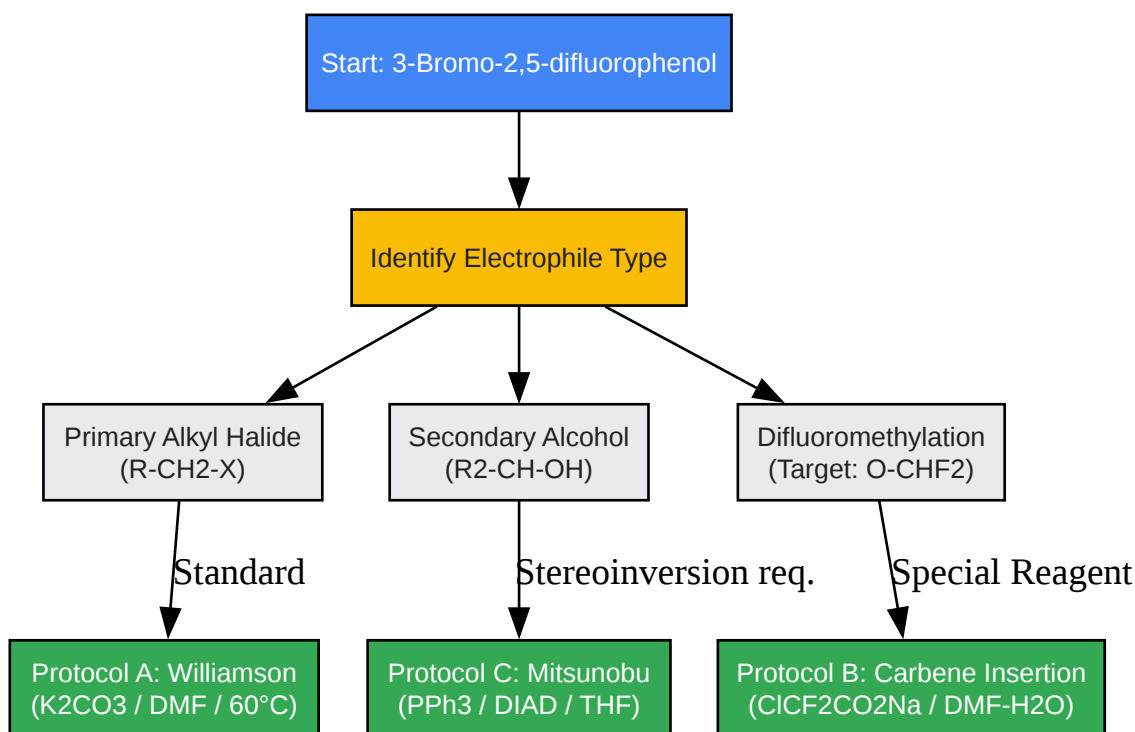 Start: 3-Bromo-2,5-difluorophenol
Identify Electrophile Type
Primary Alkyl Halide
(R-CH2-X)
Secondary Alcohol
(R2-CH-OH)
Difluoromethylation
(Target: O-CHF2)
Standard
Stereoinversion req.
Special Reagent
Protocol A: Williamson
(K2CO3 / DMF / 60°C)
Protocol C: Mitsunobu
(PPh3 / DIAD / THF)
Protocol B: Carbene Insertion
(ClCF2CO2Na / DMF-H2O)